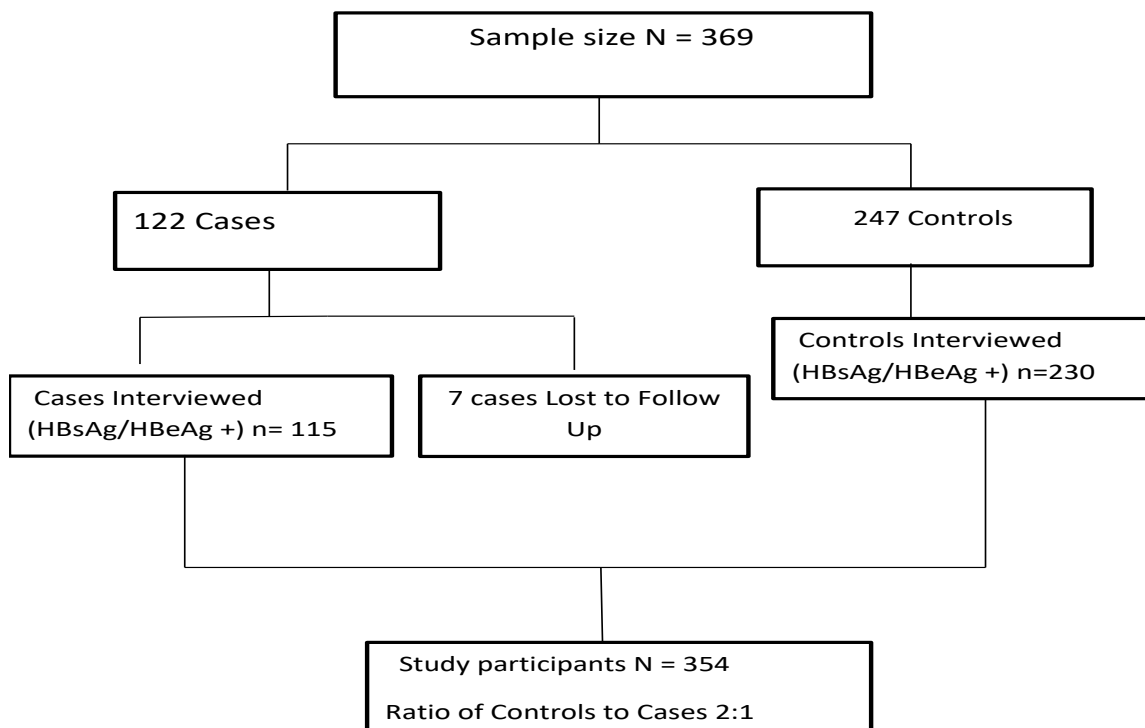 Sample size N = 369
122 Cases
247 Controls
Cases Interviewed
(HBsAg/HBeAg +) n= 115
7 cases Lost to Follow
Up
Controls Interviewed
(HBsAg/HBeAg +) n=230
Study participants N = 354
Ratio of Controls to Cases 2:1